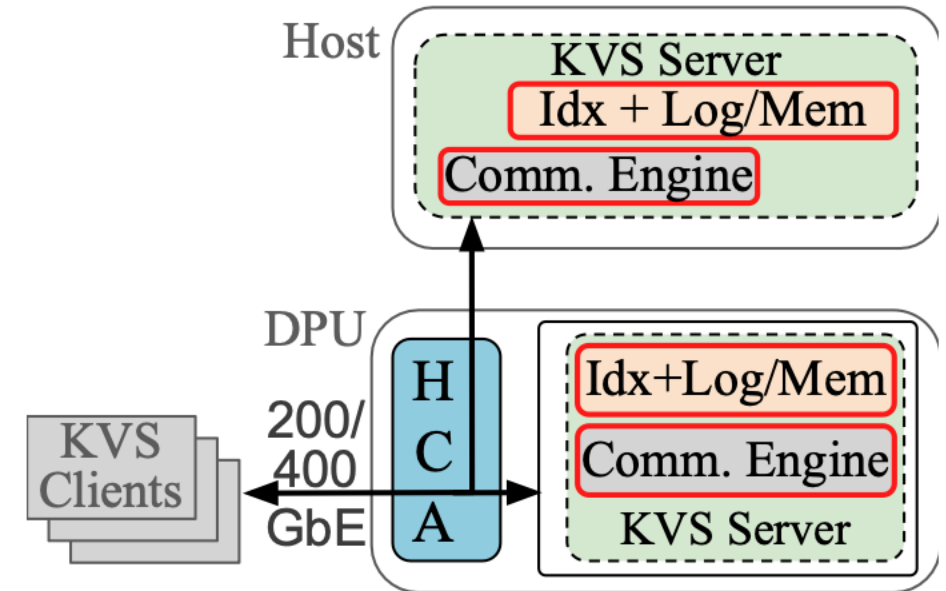 Host
KVS Server
Idx + Log/Mem
Comm. Engine
DPU
H
C
A
Idx+Log/Mem
Comm. Engine
KVS Server
200/
400
GbE
KVS
Clients